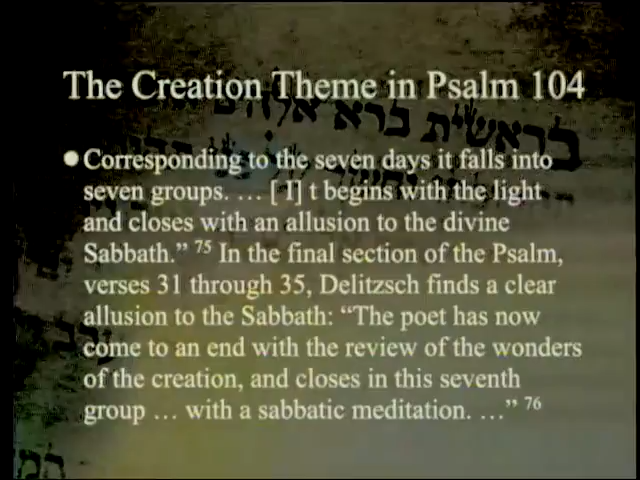 The Creation Theme in Psalm 104
בראשית ברא אלהים
Corresponding to the seven days it falls into
seven groups. … [ I] t begins with the light
and closes with an allusion to the divine
Sabbath.” 75 In the final section of the Psalm,
verses 31 through 35, Delitzsch finds a clear
allusion to the Sabbath: “The poet has now
come to an end with the review of the wonders
of the creation, and closes in this seventh
group … with a sabbatic meditation. …” 76